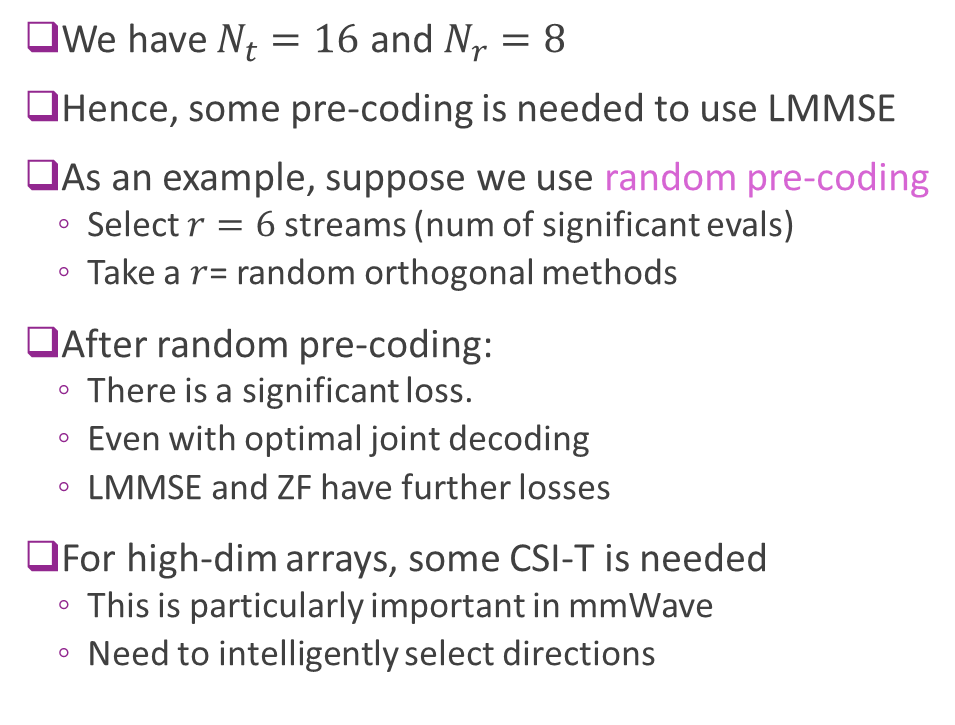 ❑We have 𝑁𝑡 = 16 and 𝑁𝑟 = 8
❑Hence, some pre-coding is needed to use LMMSE
❑As an example, suppose we use random pre-coding
◦ Select 𝑟 = 6 streams (num of significant evals)
◦ Take a 𝑟= random orthogonal methods
❑After random pre-coding:
◦ There is a significant loss.
◦ Even with optimal joint decoding
◦ LMMSE and ZF have further losses
❑For high-dim arrays, some CSI-T is needed
◦ This is particularly important in mmWave
◦ Need to intelligently select directions